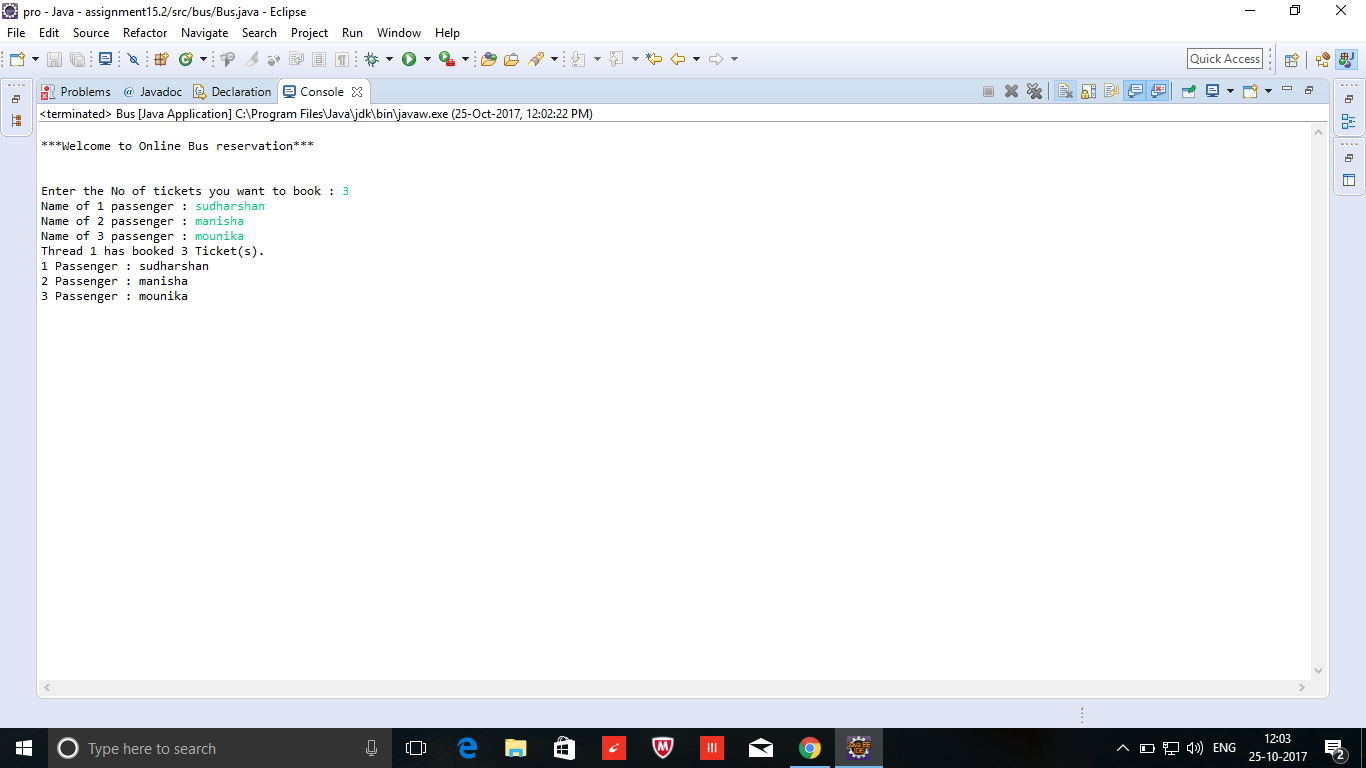 pro - Java - assignment15.2/src/bus/Bus.java - Eclipse
File Edit Source Refactor Navigate Search Project Run Window Help
Quick Access
Problems @ Javadoc Declaration Console
<terminated> Bus [Java Application] C:\Program Files\Java\jdk\bin\javaw.exe (25-Oct-2017, 12:02:22 PM)
***Welcome to Online Bus reservation***
Enter the No of tickets you want to book : 3
Name of 1 passenger : sudharshan
Name of 2 passenger : manisha
Name of 3 passenger : mounika
Thread 1 has booked 3 Ticket(s).
1 Passenger : sudharshan
2 Passenger : manisha
3 Passenger : mounika
Type here to search
ENG
12:03
25-10-2017
2